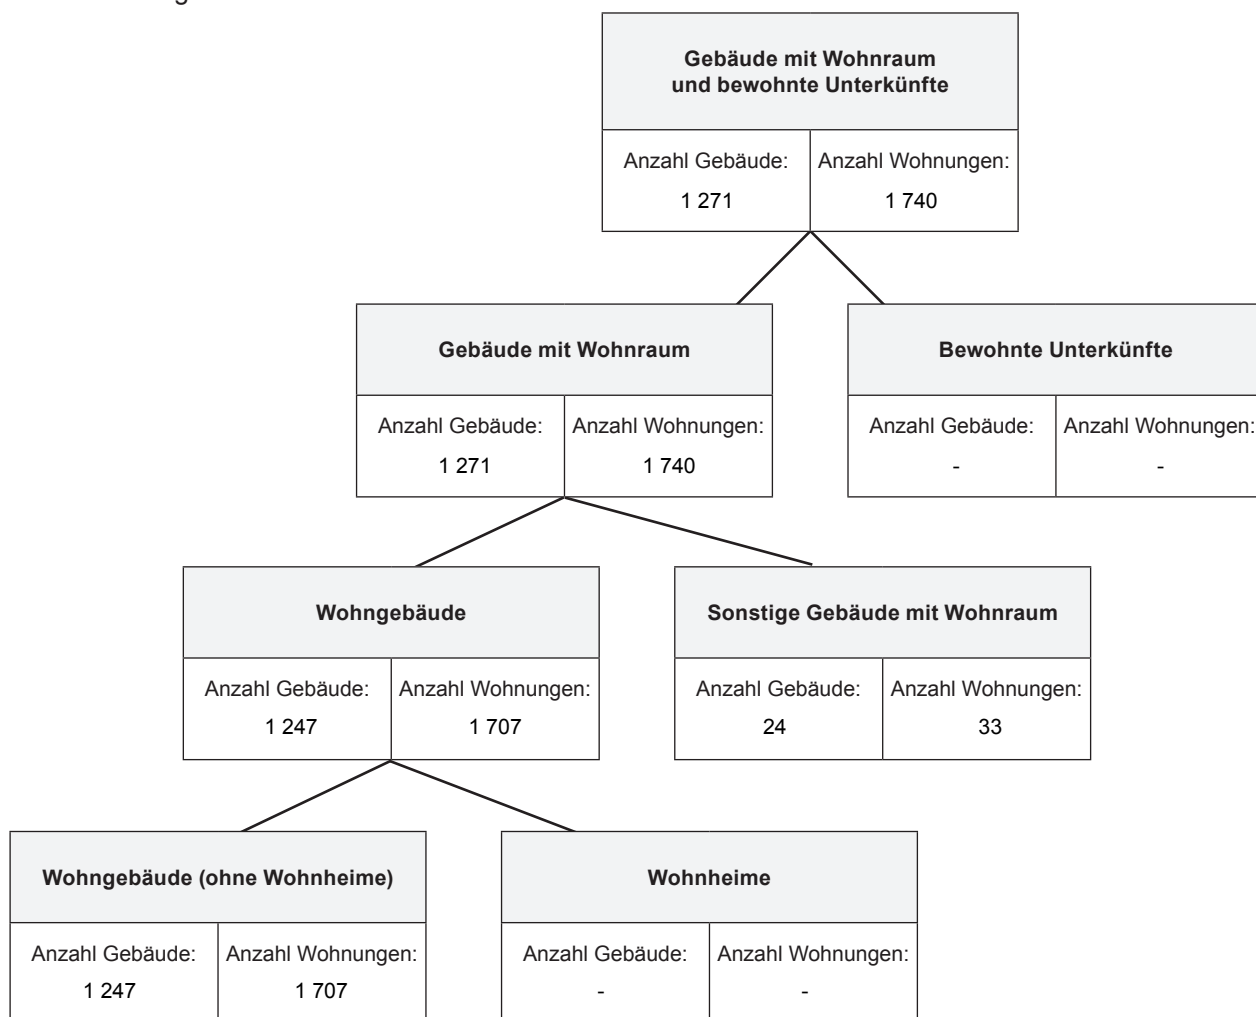 Gebäude mit Wohnraum
und bewohnte Unterkünfte
Anzahl Gebäude: Anzahl Wohnungen:
1 271 1 740
Gebäude mit Wohnraum
Anzahl Gebäude: Anzahl Wohnungen:
1 271 1 740
Bewohnte Unterkünfte
Anzahl Gebäude: Anzahl Wohnungen:
- -
Wohngebäude
Anzahl Gebäude: Anzahl Wohnungen:
1 247 1 707
Sonstige Gebäude mit Wohnraum
Anzahl Gebäude: Anzahl Wohnungen:
24 33
Wohngebäude (ohne Wohnheime)
Anzahl Gebäude: Anzahl Wohnungen:
1 247 1 707
Wohnheime
Anzahl Gebäude: Anzahl Wohnungen:
- -